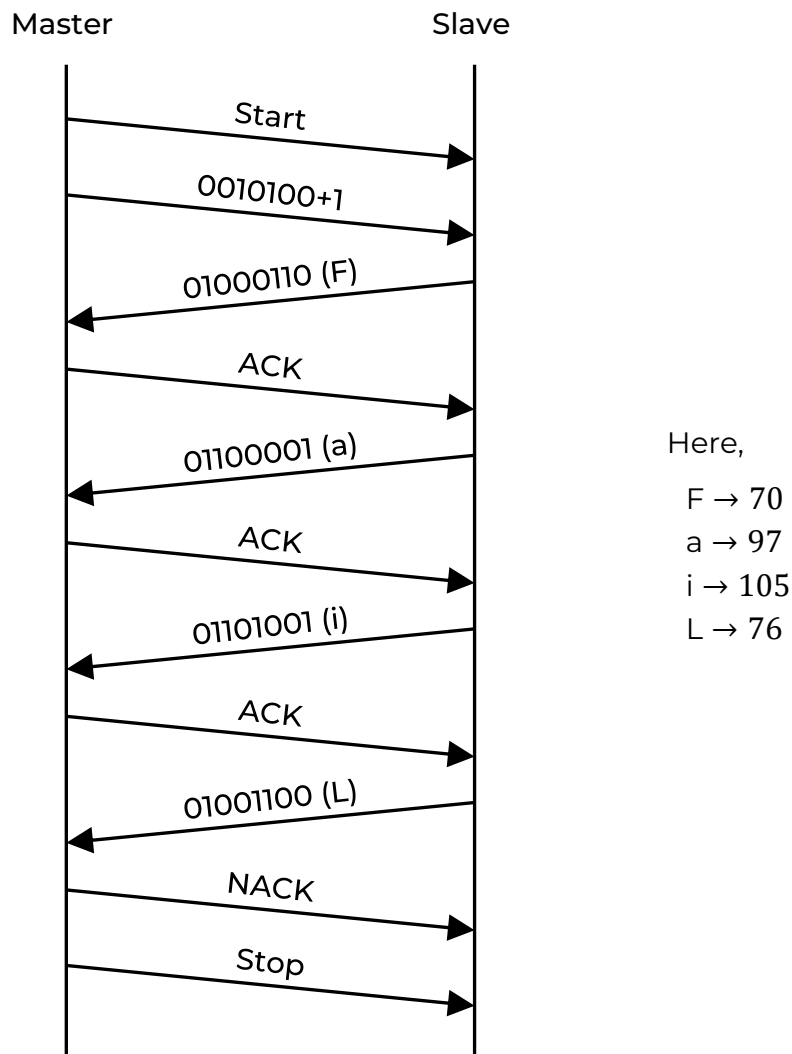 Master Slave
Start
0010100+1
01000110 (F)
ACK
01100001 (a)
ACK
01101001 (i)
ACK
01001100 (L)
NACK
Stop
Here,
F → 70
a → 97
i → 105
L → 76